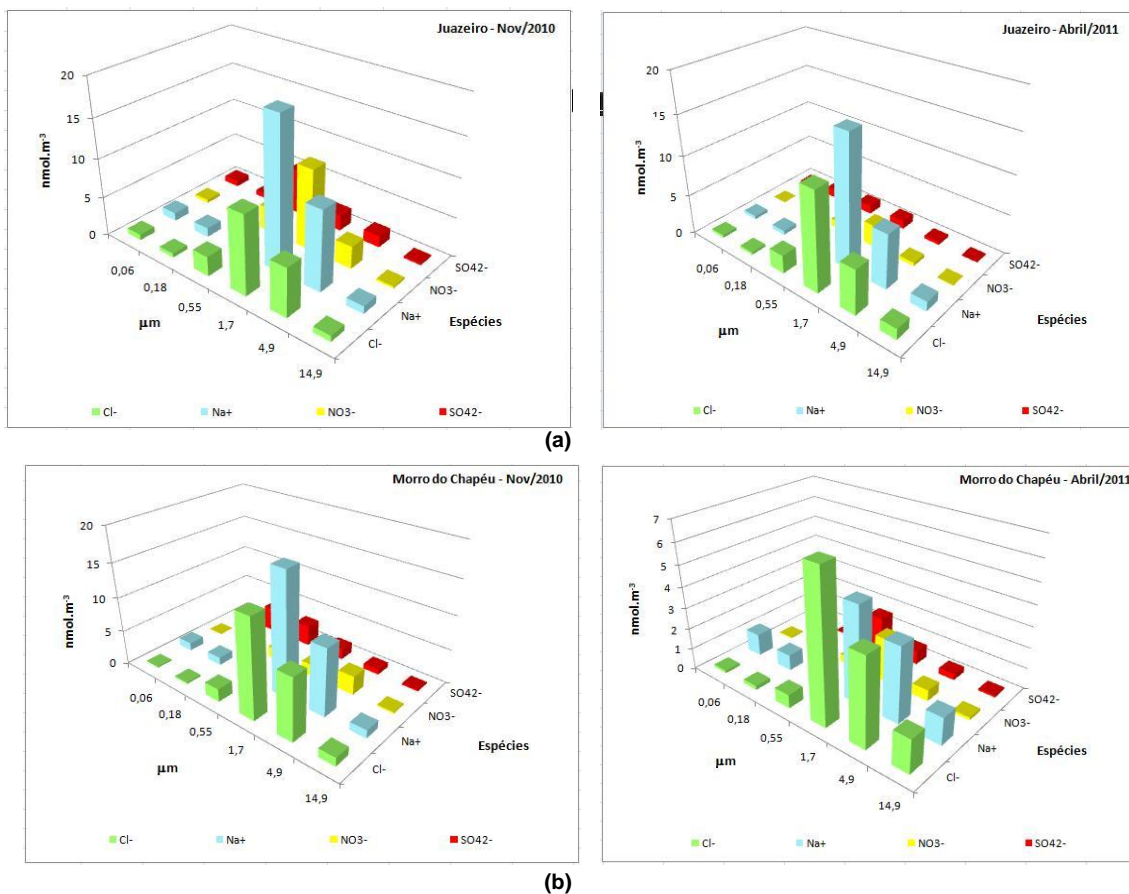 Juazeiro - Nov/2010
20
15
10
5
0
nmol.m-3
0,06
0,18
0,55
1,7
4,9
14,9
µm
SO42-
NO3-
Na+
Cl-
Espécies
Cl- Na+ NO3- SO42-
Juazeiro - Abril/2011
20
15
10
5
0
nmol.m-3
0,06
0,18
0,55
1,7
4,9
14,9
µm
SO42-
NO3-
Na+
Cl-
Espécies
Cl- Na+ NO3- SO42-
(a)
Morro do Chapéu - Nov/2010
20
15
10
5
0
nmol.m-3
0,06
0,18
0,55
1,7
4,9
14,9
µm
SO42-
NO3-
Na+
Cl-
Espécies
Cl- Na+ NO3- SO42-
Morro do Chapéu - Abril/2011
7
6
5
4
3
2
1
0
nmol.m-3
0,06
0,18
0,55
1,7
4,9
14,9
µm
SO42-
NO3-
Na+
Cl-
Espécies
Cl- Na+ NO3- SO42-
(b)